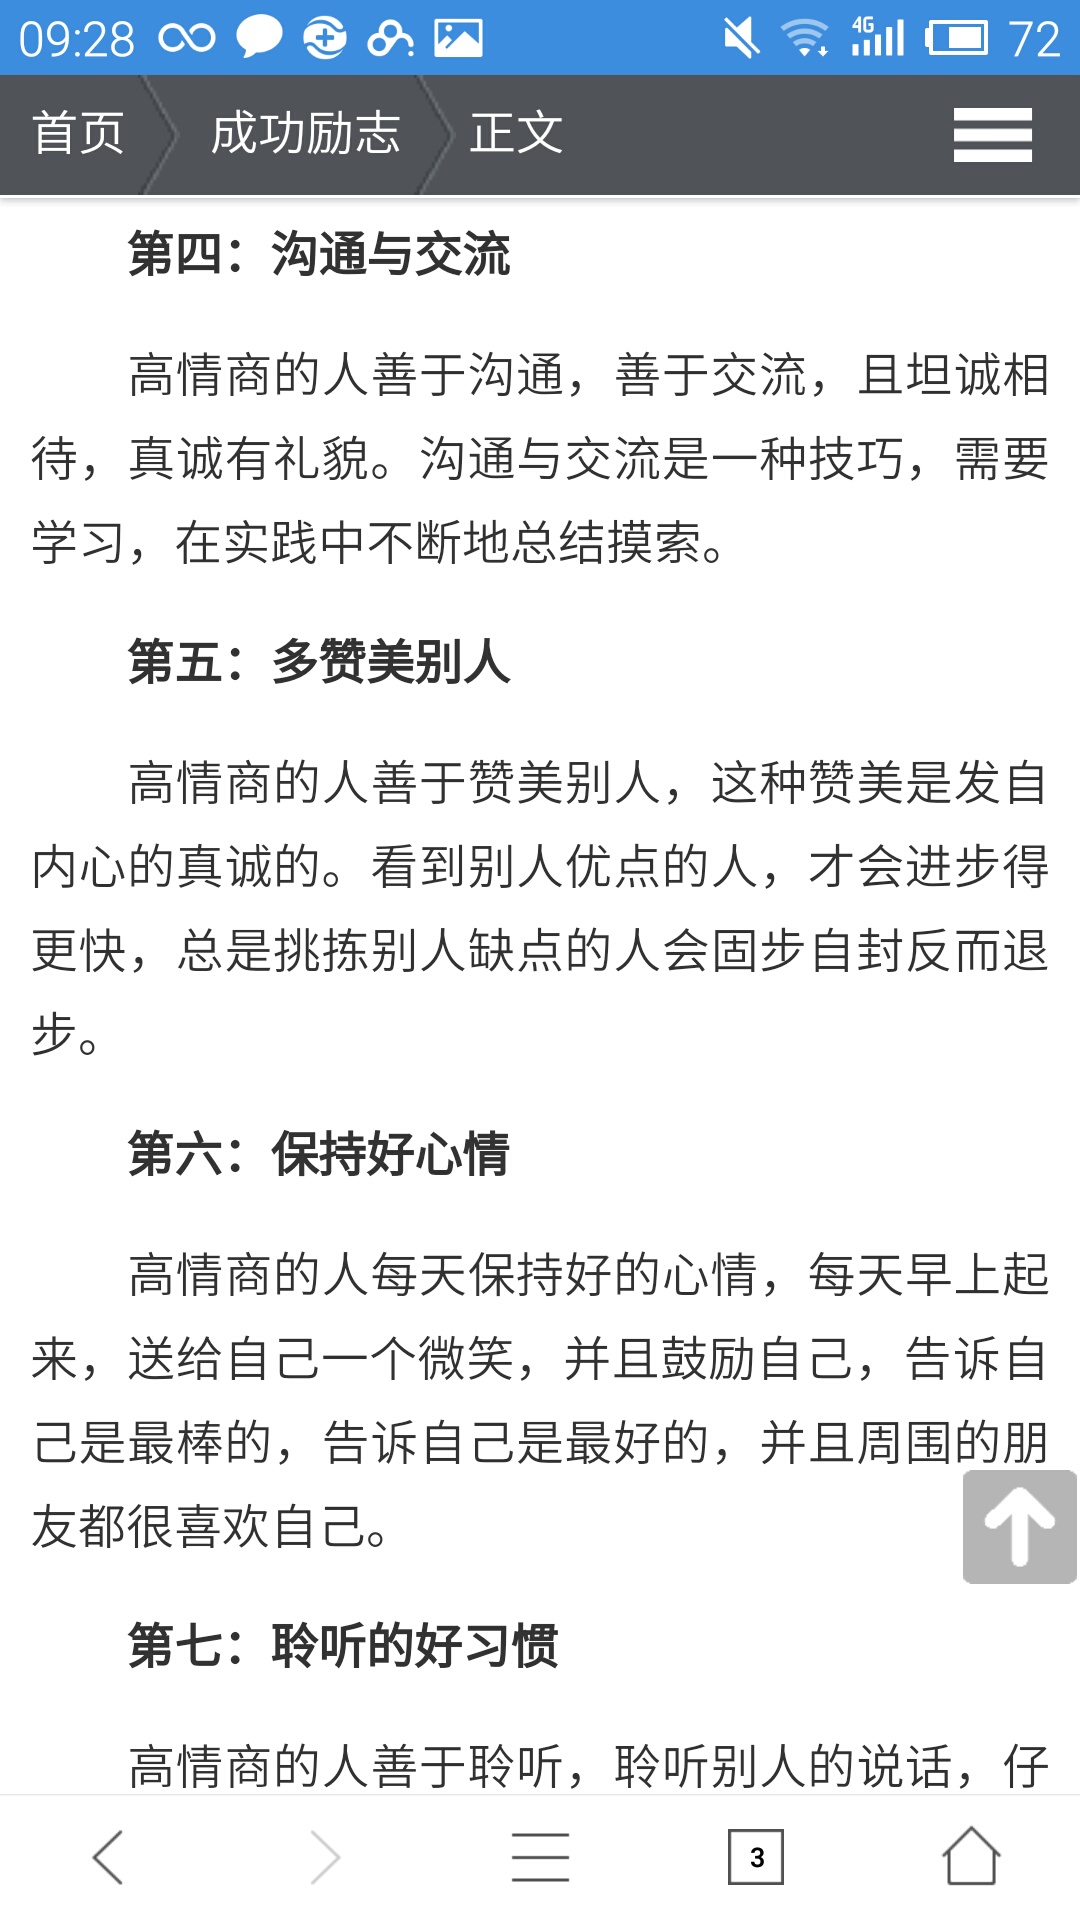 09:28 4G 72
首页 成功励志 正文
第四：沟通与交流
高情商的人善于沟通，善于交流，且坦诚相
待，真诚有礼貌。沟通与交流是一种技巧，需要
学习，在实践中不断地总结摸索。
第五：多赞美别人
高情商的人善于赞美别人，这种赞美是发自
内心的真诚的。看到别人优点的人，才会进步得
更快，总是挑拣别人缺点的人会固步自封反而退
步。
第六：保持好心情
高情商的人每天保持好的心情，每天早上起
来，送给自己一个微笑，并且鼓励自己，告诉自
己是最棒的，告诉自己是最好的，并且周围的朋
友都很喜欢自己。
第七：聆听的好习惯
高情商的人善于聆听，聆听别人的说话，仔
3